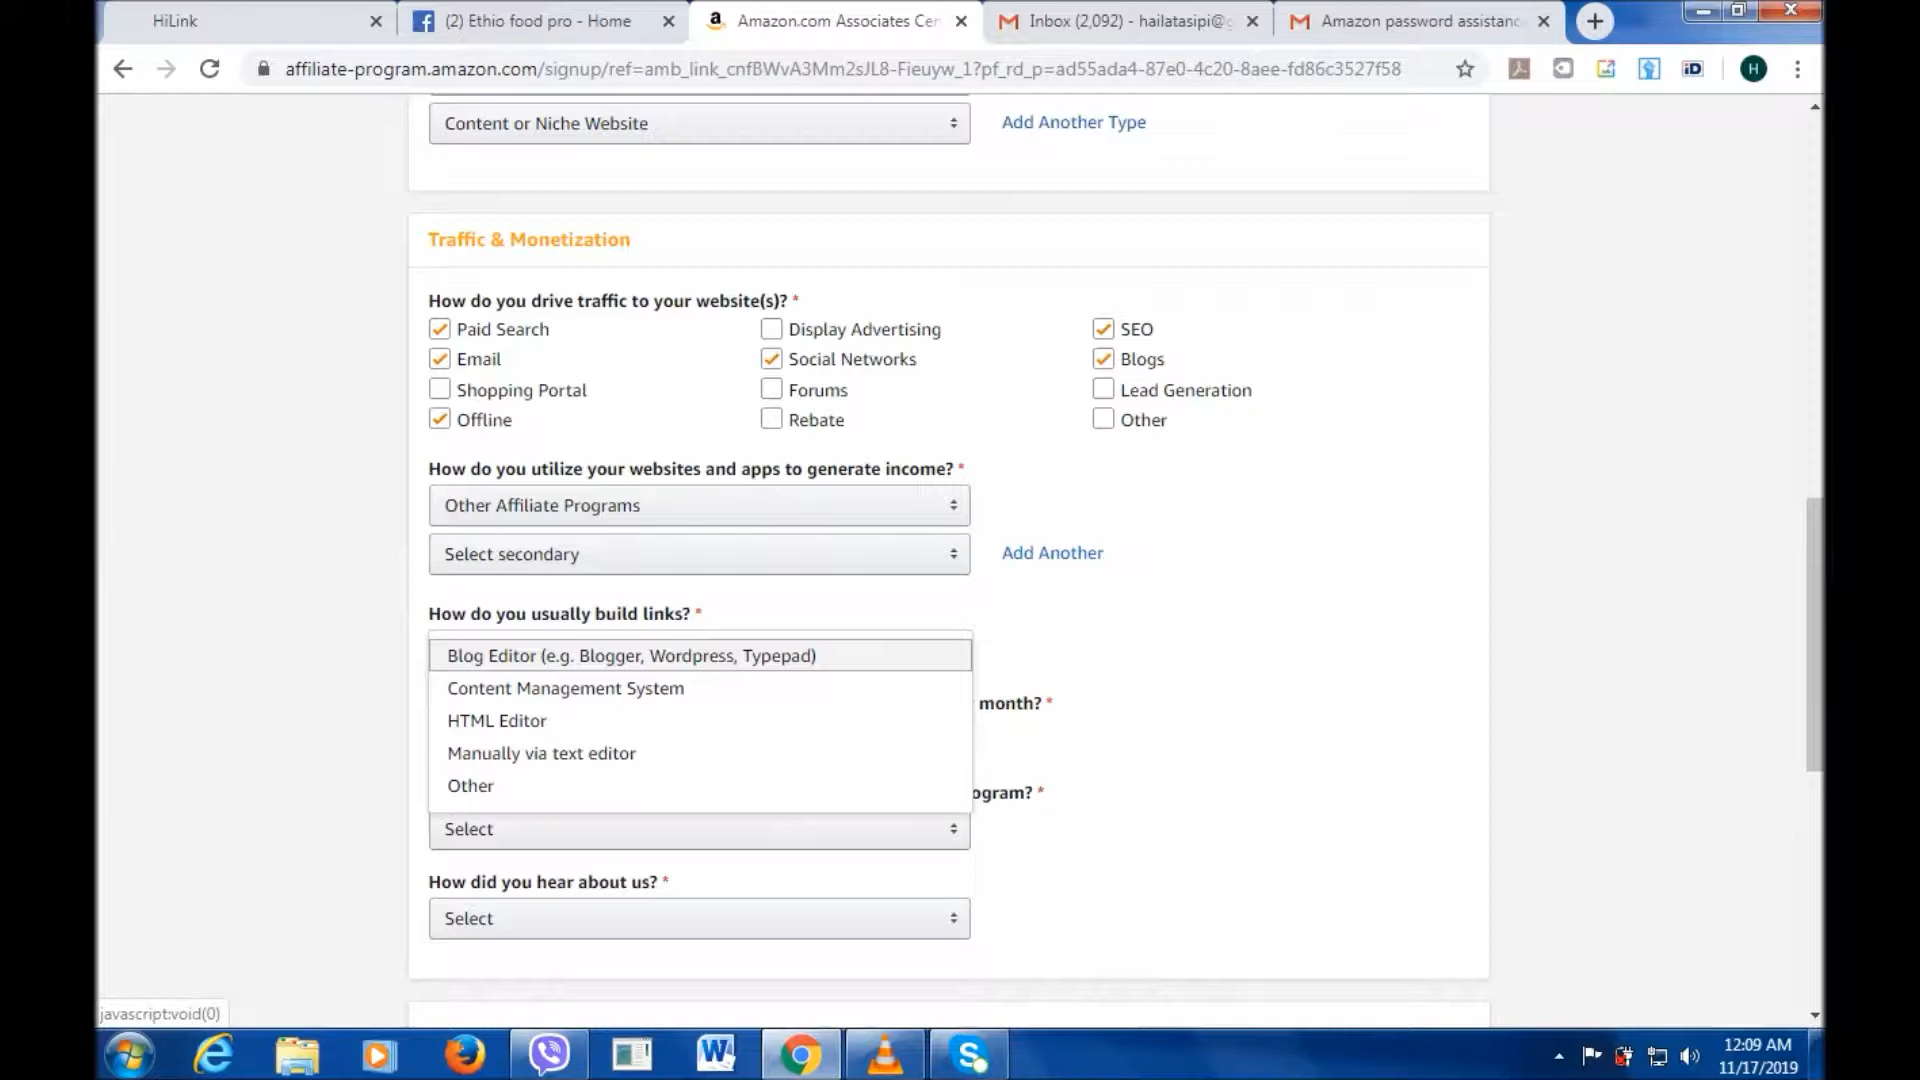 HiLink
(2) Ethio food pro - Home
Amazon.com Associates Cen
Inbox (2,092) - hailatasipi@g
Amazon password assistanc
affiliate-program.amazon.com/signup/ref=amb_link_cnfBWvA3Mm2sJL8-Fieuyw_1?pf_rd_p=ad55ada4-87e0-4c20-8aee-fd86c3527f58
iD
H
Content or Niche Website
Add Another Type
Traffic & Monetization
How do you drive traffic to your website(s)? *
Paid Search
Display Advertising
SEO
Email
Social Networks
Blogs
Shopping Portal
Forums
Lead Generation
Offline
Rebate
Other
How do you utilize your websites and apps to generate income? *
Other Affiliate Programs
Select secondary
Add Another
How do you usually build links? *
Blog Editor (e.g. Blogger, Wordpress, Typepad)
Content Management System
HTML Editor
month? *
Manually via text editor
Other
ogram? *
Select
How did you hear about us? *
Select
javascript:void(0)
12:09 AM
11/17/2019